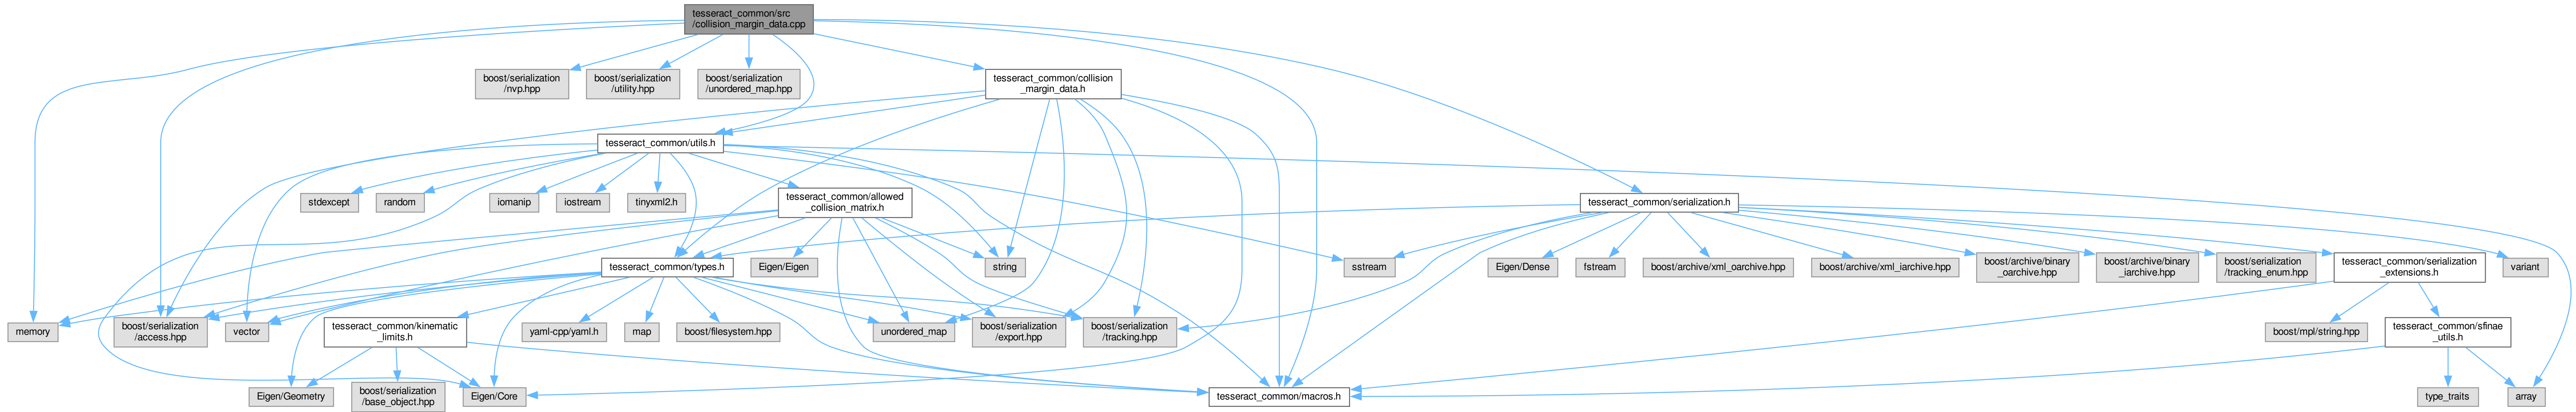 tesseract_common/src
/collision_margin_data.cpp
boost/serialization
/nvp.hpp
boost/serialization
/utility.hpp
boost/serialization
/unordered_map.hpp
tesseract_common/collision
_margin_data.h
tesseract_common/utils.h
stdexcept
random
iomanip
iostream
tinyxml2.h
tesseract_common/allowed
_collision_matrix.h
tesseract_common/serialization.h
tesseract_common/types.h
Eigen/Eigen
string
sstream
Eigen/Dense
fstream
boost/archive/xml_oarchive.hpp
boost/archive/xml_iarchive.hpp
boost/archive/binary
_oarchive.hpp
boost/archive/binary
_iarchive.hpp
boost/serialization
/tracking_enum.hpp
tesseract_common/serialization
_extensions.h
variant
memory
boost/serialization
/access.hpp
vector
tesseract_common/kinematic
_limits.h
yaml-cpp/yaml.h
map
boost/filesystem.hpp
unordered_map
boost/serialization
/export.hpp
boost/serialization
/tracking.hpp
boost/mpl/string.hpp
tesseract_common/sfinae
_utils.h
Eigen/Geometry
boost/serialization
/base_object.hpp
Eigen/Core
tesseract_common/macros.h
type_traits
array